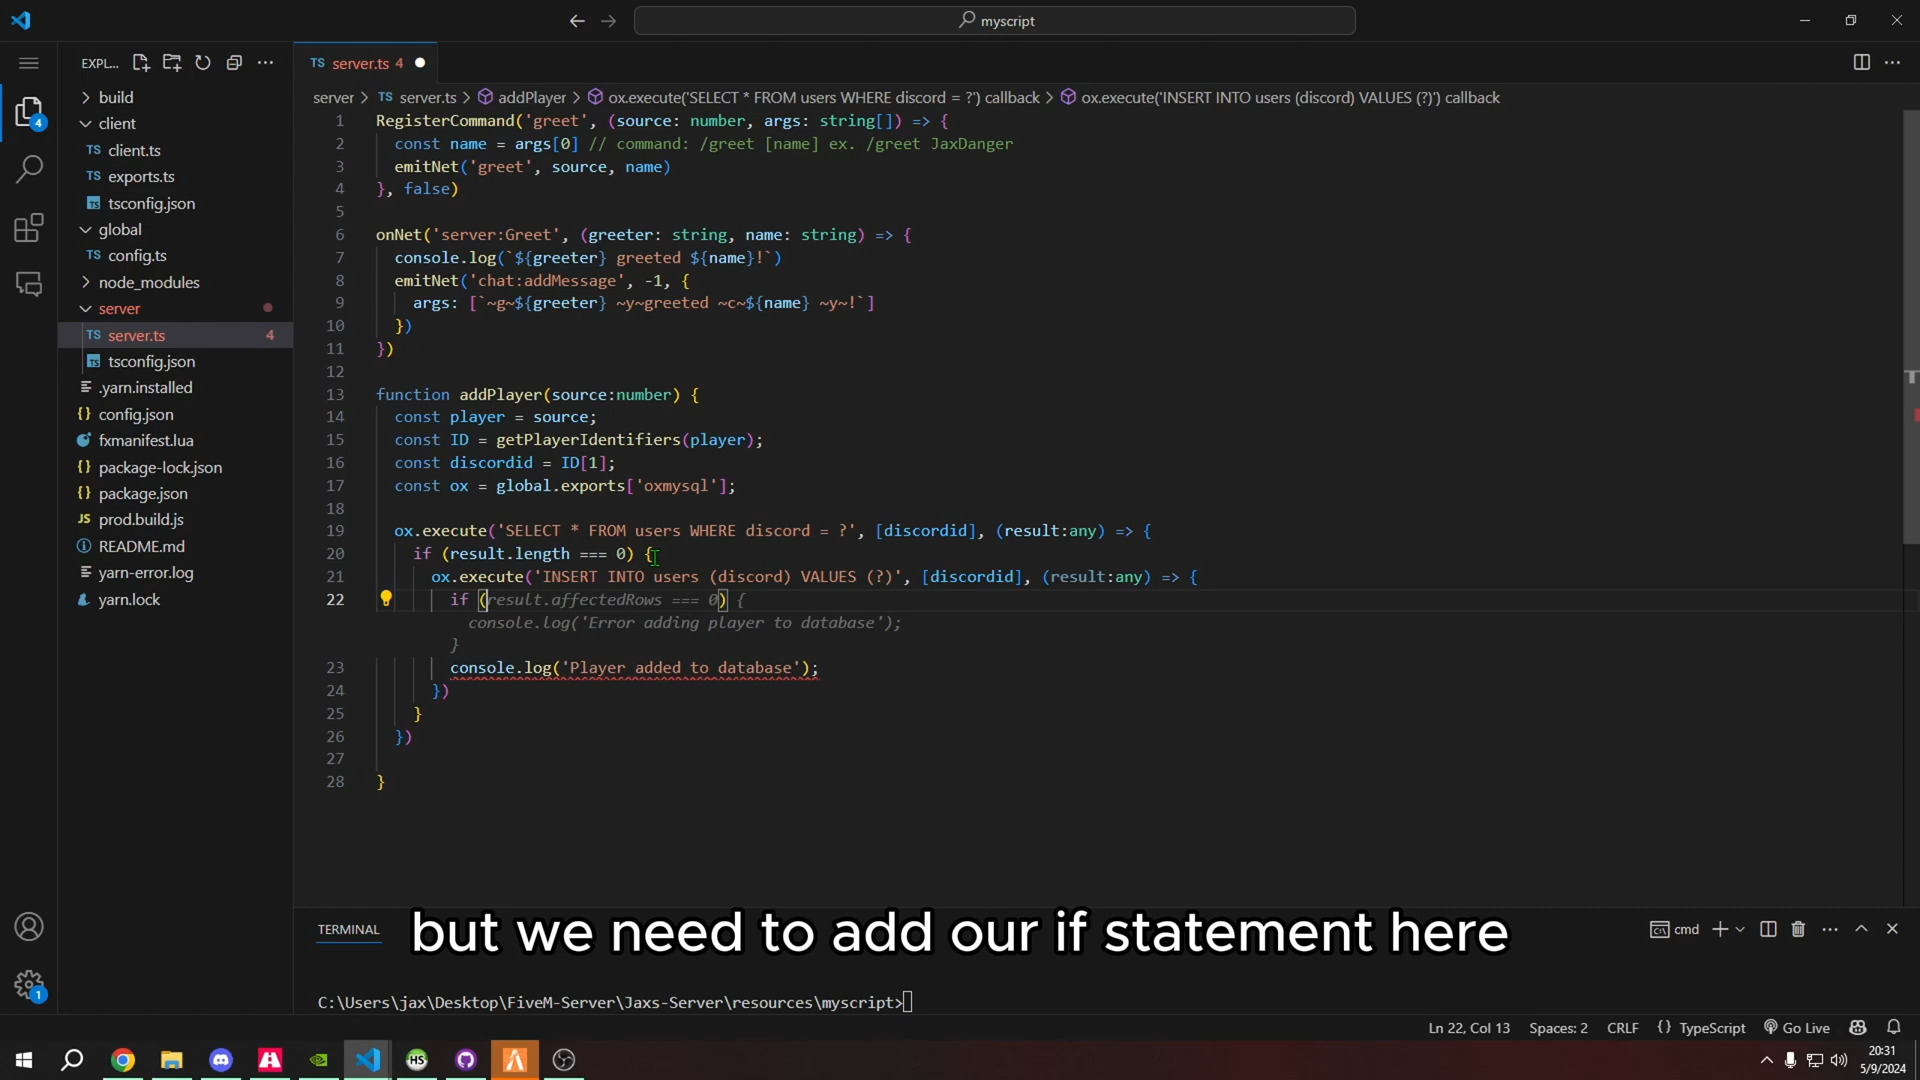 myscript
EXPL...
TS server.ts 4
server > TS server.ts > addPlayer > ox.execute('SELECT * FROM users WHERE discord = ?') callback > ox.execute('INSERT INTO users (discord) VALUES (?)') callback
build
client
TS client.ts
TS exports.ts
tsconfig.json
global
TS config.ts
node_modules
server
TS server.ts 4
tsconfig.json
.yarn.installed
{} config.json
fxmanifest.lua
{} package-lock.json
{} package.json
JS prod.build.js
README.md
yarn-error.log
yarn.lock
4
1
1 RegisterCommand('greet', (source: number, args: string[]) => {
2 const name = args[0] // command: /greet [name] ex. /greet JaxDanger
3 emitNet('greet', source, name)
4 }, false)
5
6 onNet('server:Greet', (greeter: string, name: string) => {
7 console.log(`${greeter} greeted ${name}!`)
8 emitNet('chat:addMessage', -1, {
9 args: [`~g~${greeter} ~y~greeted ~c~${name} ~y~!`]
10 })
11 })
12
13 function addPlayer(source:number) {
14 const player = source;
15 const ID = getPlayerIdentifiers(player);
16 const discordid = ID[1];
17 const ox = global.exports['oxmysql'];
18
19 ox.execute('SELECT * FROM users WHERE discord = ?', [discordid], (result:any) => {
20 if (result.length === 0) {
21 ox.execute('INSERT INTO users (discord) VALUES (?)', [discordid], (result:any) => {
22 if (result.affectedRows === 0) {
console.log('Error adding player to database');
}
23 console.log('Player added to database');
24 })
25 }
26 })
27
28 }
TERMINAL
cmd
but we need to add our if statement here
C:\Users\jax\Desktop\FiveM-Server\Jaxs-Server\resources\myscript>
Ln 22, Col 13 Spaces: 2 CRLF {} TypeScript Go Live
HS
20:31
5/9/2024